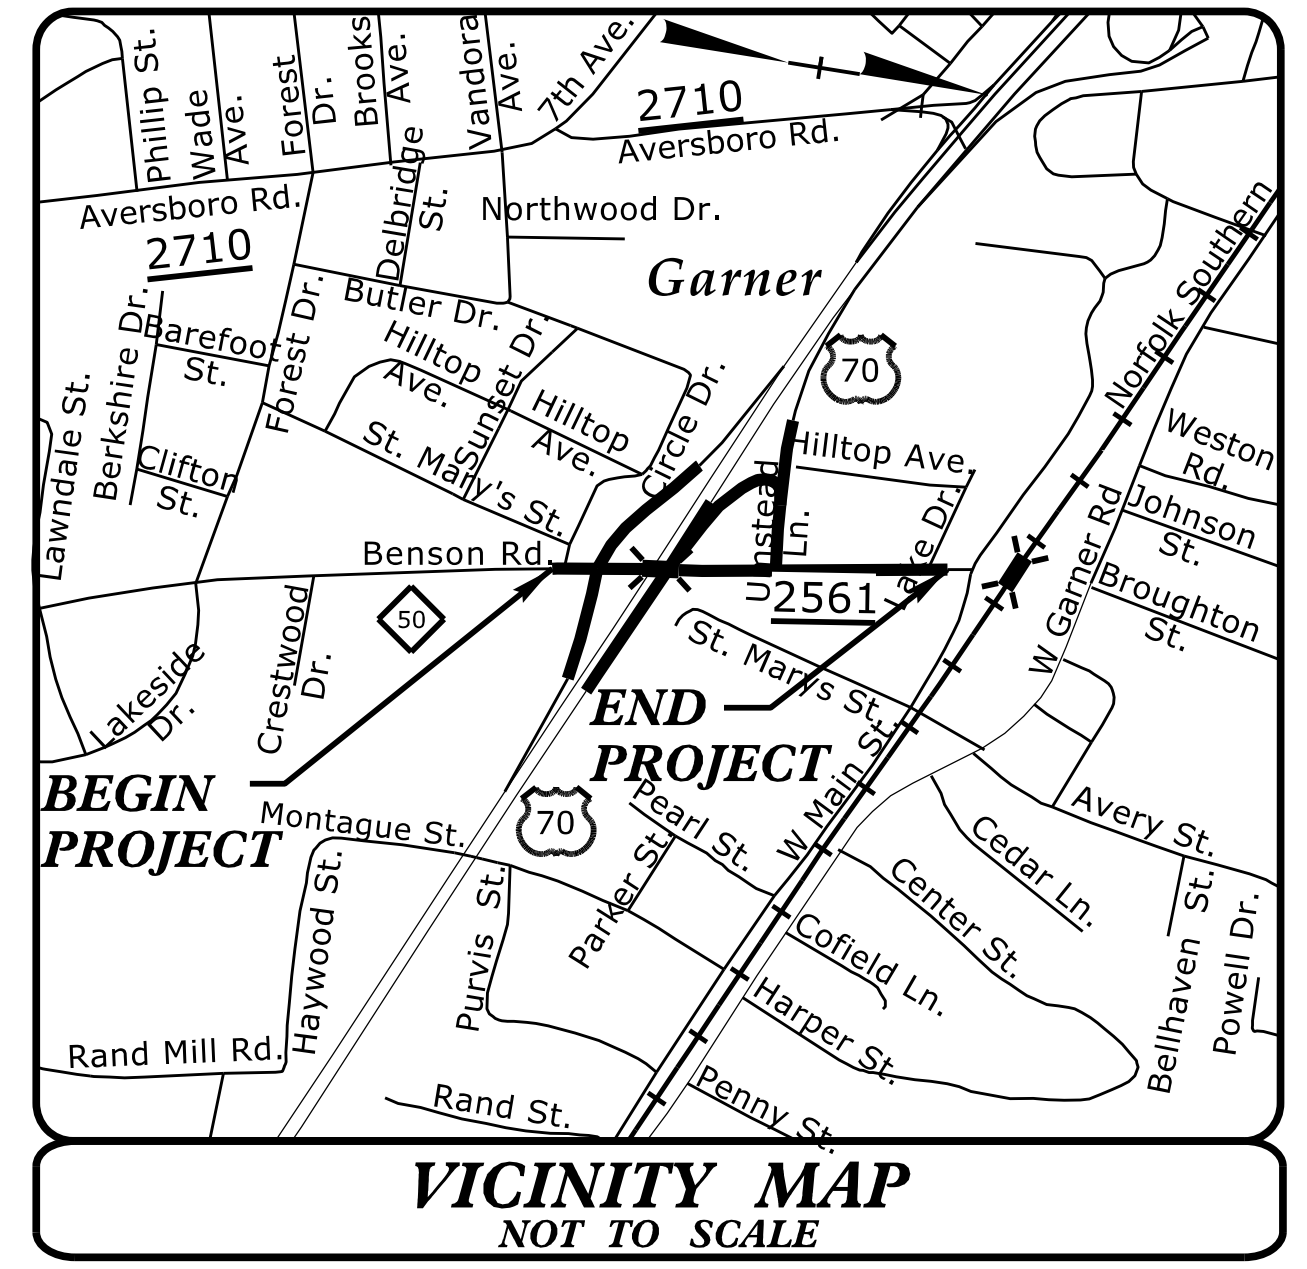 Phillip St.
Wade
Ave.
Forest
Dr.
Brooks
Ave.
Vandora
Ave.
7th Ave.
2710
Aversboro Rd.
Aversboro Rd.
2710
Delbridge
St.
Northwood Dr.
Garner
Norfolk Southern
Butler Dr.
Berkshire Dr.
Barefoot
St.
Forest Dr.
Hilltop
Ave.
Sunset Dr.
Hilltop
Ave.
Circle Dr.
70
Lawndale St.
Clifton
St.
St. Mary's St.
Hilltop Ave.
Umstead
Ln.
Lake Dr.
Weston
Rd.
Johnson
St.
Broughton
St.
W Garner Rd
Benson Rd.
50
2561
Crestwood
Dr.
Lakeside
Dr.
St. Marys St.
END
PROJECT
BEGIN
PROJECT
W Main St.
70
Montague St.
Pearl St.
Parker St.
Avery St.
Cedar Ln.
Center St.
Haywood St.
Purvis St.
Cofield Ln.
Harper St.
Bellhaven St.
Powell Dr.
Rand Mill Rd.
Rand St.
Penny St.
VICINITY MAP
NOT TO SCALE